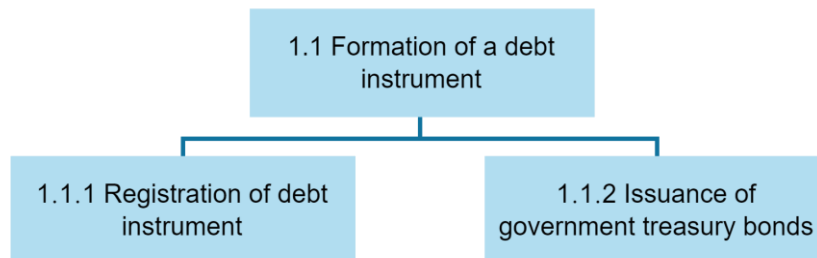 1.1 Formation of a debt
instrument
1.1.1 Registration of debt
instrument
1.1.2 Issuance of
government treasury bonds